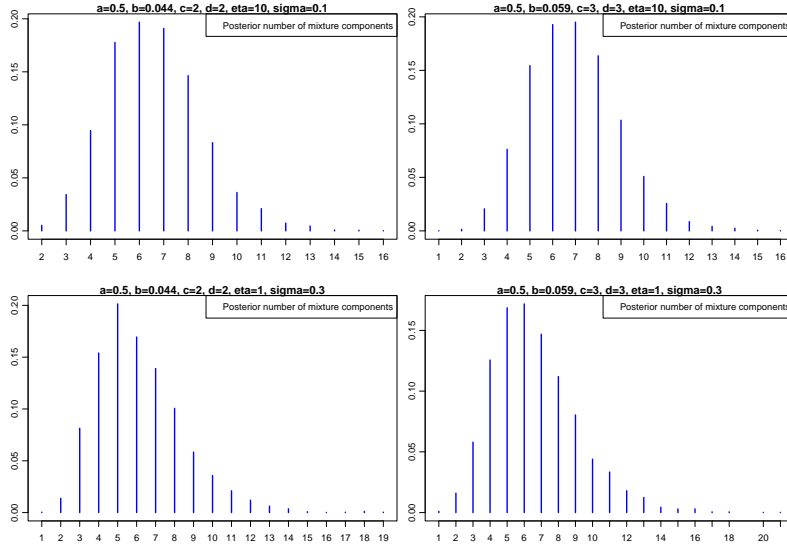 a=0.5, b=0.044, c=2, d=2, eta=10, sigma=0.1
Posterior number of mixture components
0.20
0.15
0.10
0.05
0.00
2 3 4 5 6 7 8 9 10 11 12 13 14 15 16
a=0.5, b=0.059, c=3, d=3, eta=10, sigma=0.1
Posterior number of mixture components
0.20
0.15
0.10
0.05
0.00
1 2 3 4 5 6 7 8 9 10 11 12 13 14 15 16
a=0.5, b=0.044, c=2, d=2, eta=1, sigma=0.3
Posterior number of mixture components
0.20
0.15
0.10
0.05
0.00
1 2 3 4 5 6 7 8 9 10 11 12 13 14 15 16 17 18 19
a=0.5, b=0.059, c=3, d=3, eta=1, sigma=0.3
Posterior number of mixture components
0.15
0.10
0.05
0.00
1 2 3 4 5 6 7 8 9 10 12 14 16 18 20